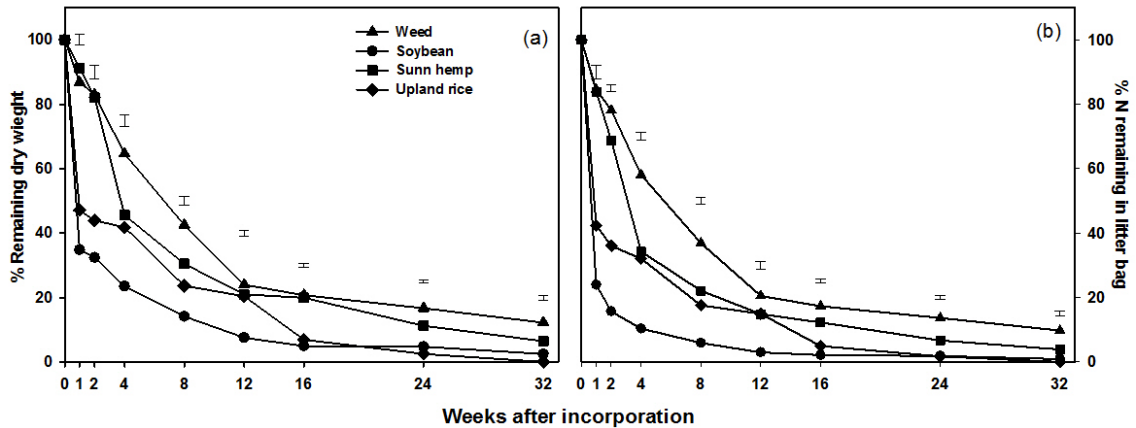 (a)
Weed
Soybean
Sunn hemp
Upland rice
% Remaining dry wieght
100
80
60
40
20
0
0 1 2 4 8 12 16 24 32
(b)
% N remaining in litter bag
100
80
60
40
20
0
0 1 2 4 8 12 16 24 32
Weeks after incorporation